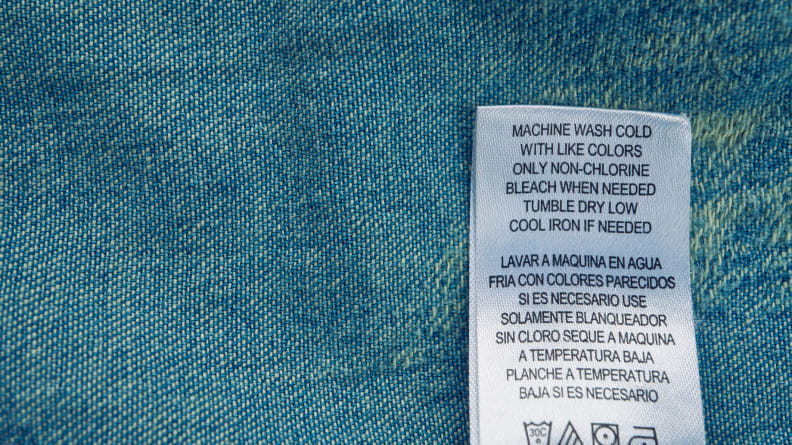 MACHINE WASH COLD
WITH LIKE COLORS
ONLY NON-CHLORINE
BLEACH WHEN NEEDED
TUMBLE DRY LOW
COOL IRON IF NEEDED
LAVAR A MAQUINA EN AGUA
FRIA CON COLORES PARECIDOS
SI ES NECESARIO USE
SOLAMENTE BLANQUEADOR
SIN CLORO SEQUE A MAQUINA
A TEMPERATURA BAJA
PLANCHE A TEMPERATURA
BAJA SI ES NECESARIO
30C